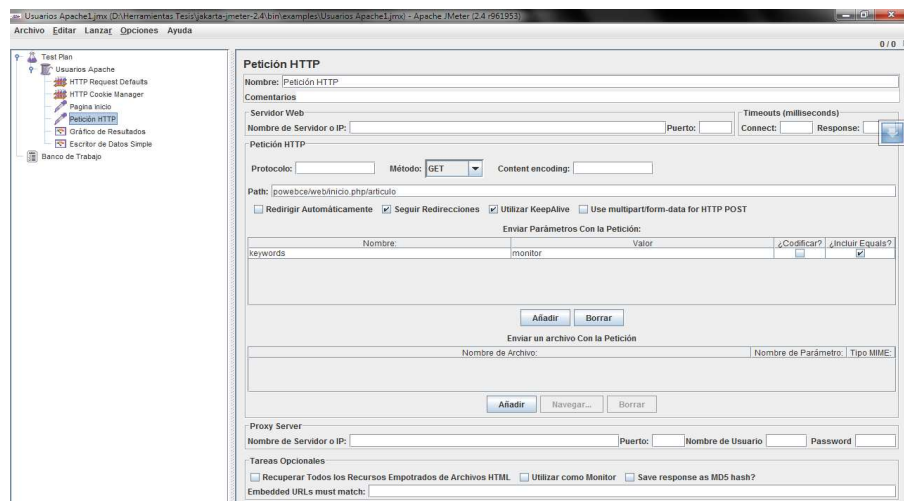 Usuarios Apache1.jmx (D:\Herramientas Tesis\jakarta-jmeter-2.4\bin\examples\Usuarios Apache1.jmx) - Apache JMeter (2.4 r961953)
Archivo Editar Lanzar Opciones Ayuda
0 / 0
Test Plan
Usuarios Apache
HTTP Request Defaults
HTTP Cookie Manager
Pagina inicio
Petición HTTP
Gráfico de Resultados
Escritor de Datos Simple
Banco de Trabajo
Petición HTTP
Nombre: Petición HTTP
Comentarios
Servidor Web
Timeouts (milliseconds)
Nombre de Servidor o IP: Puerto: Connect: Response:
Petición HTTP
Protocolo: Método: GET Content encoding:
Path: powebce/web/inicio.php/articulo
Redirigir Automáticamente Seguir Redirecciones Utilizar KeepAlive Use multipart/form-data for HTTP POST
Enviar Parámetros Con la Petición:
Nombre: Valor ¿Codificar? ¿Incluir Equals?
keywords monitor
Añadir Borrar
Enviar un archivo Con la Petición
Nombre de Archivo: Nombre de Parámetro: Tipo MIME:
Añadir Navegar... Borrar
Proxy Server
Nombre de Servidor o IP: Puerto: Nombre de Usuario Password
Tareas Opcionales
Recuperar Todos los Recursos Empotrados de Archivos HTML Utilizar como Monitor Save response as MD5 hash?
Embedded URLs must match: